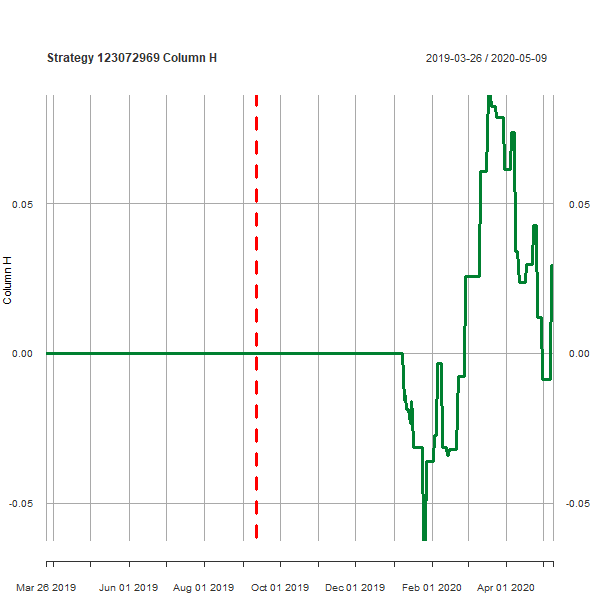 Strategy 123072969 Column H
2019-03-26 / 2020-05-09
0.05
0.05
Column H
0.00
0.00
-0.05
-0.05
Mar 26 2019
Jun 01 2019
Aug 01 2019
Oct 01 2019
Dec 01 2019
Feb 01 2020
Apr 01 2020